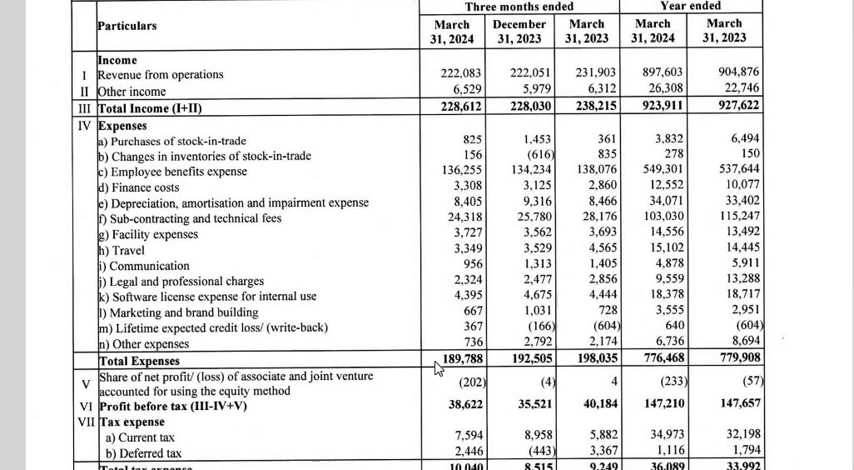 Three months ended Year ended
Particulars March 31, 2024 December 31, 2023 March 31, 2023 March 31, 2024 March 31, 2023
Income
I Revenue from operations 222,083 222,051 231,903 897,603 904,876
II Other income 6,529 5,979 6,312 26,308 22,746
III Total Income (I+II) 228,612 228,030 238,215 923,911 927,622
IV Expenses
a) Purchases of stock-in-trade 825 1,453 361 3,832 6,494
b) Changes in inventories of stock-in-trade 156 (616) 835 278 150
c) Employee benefits expense 136,255 134,234 138,076 549,301 537,644
d) Finance costs 3,308 3,125 2,860 12,552 10,077
e) Depreciation, amortisation and impairment expense 8,405 9,316 8,466 34,071 33,402
f) Sub-contracting and technical fees 24,318 25,780 28,176 103,030 115,247
g) Facility expenses 3,727 3,562 3,693 14,556 13,492
h) Travel 3,349 3,529 4,565 15,102 14,445
i) Communication 956 1,313 1,405 4,878 5,911
j) Legal and professional charges 2,324 2,477 2,856 9,559 13,288
k) Software license expense for internal use 4,395 4,675 4,444 18,378 18,717
l) Marketing and brand building 667 1,031 728 3,555 2,951
m) Lifetime expected credit loss/ (write-back) 367 (166) (604) 640 (604)
n) Other expenses 736 2,792 2,174 6,736 8,694
Total Expenses 189,788 192,505 198,035 776,468 779,908
V Share of net profit/ (loss) of associate and joint venture accounted for using the equity method (202) (4) 4 (233) (57)
VI Profit before tax (III-IV+V) 38,622 35,521 40,184 147,210 147,657
VII Tax expense
a) Current tax 7,594 8,958 5,882 34,973 32,198
b) Deferred tax 2,446 (443) 3,367 1,116 1,794
Total tax expense 10,040 8,515 9,249 36,089 33,992